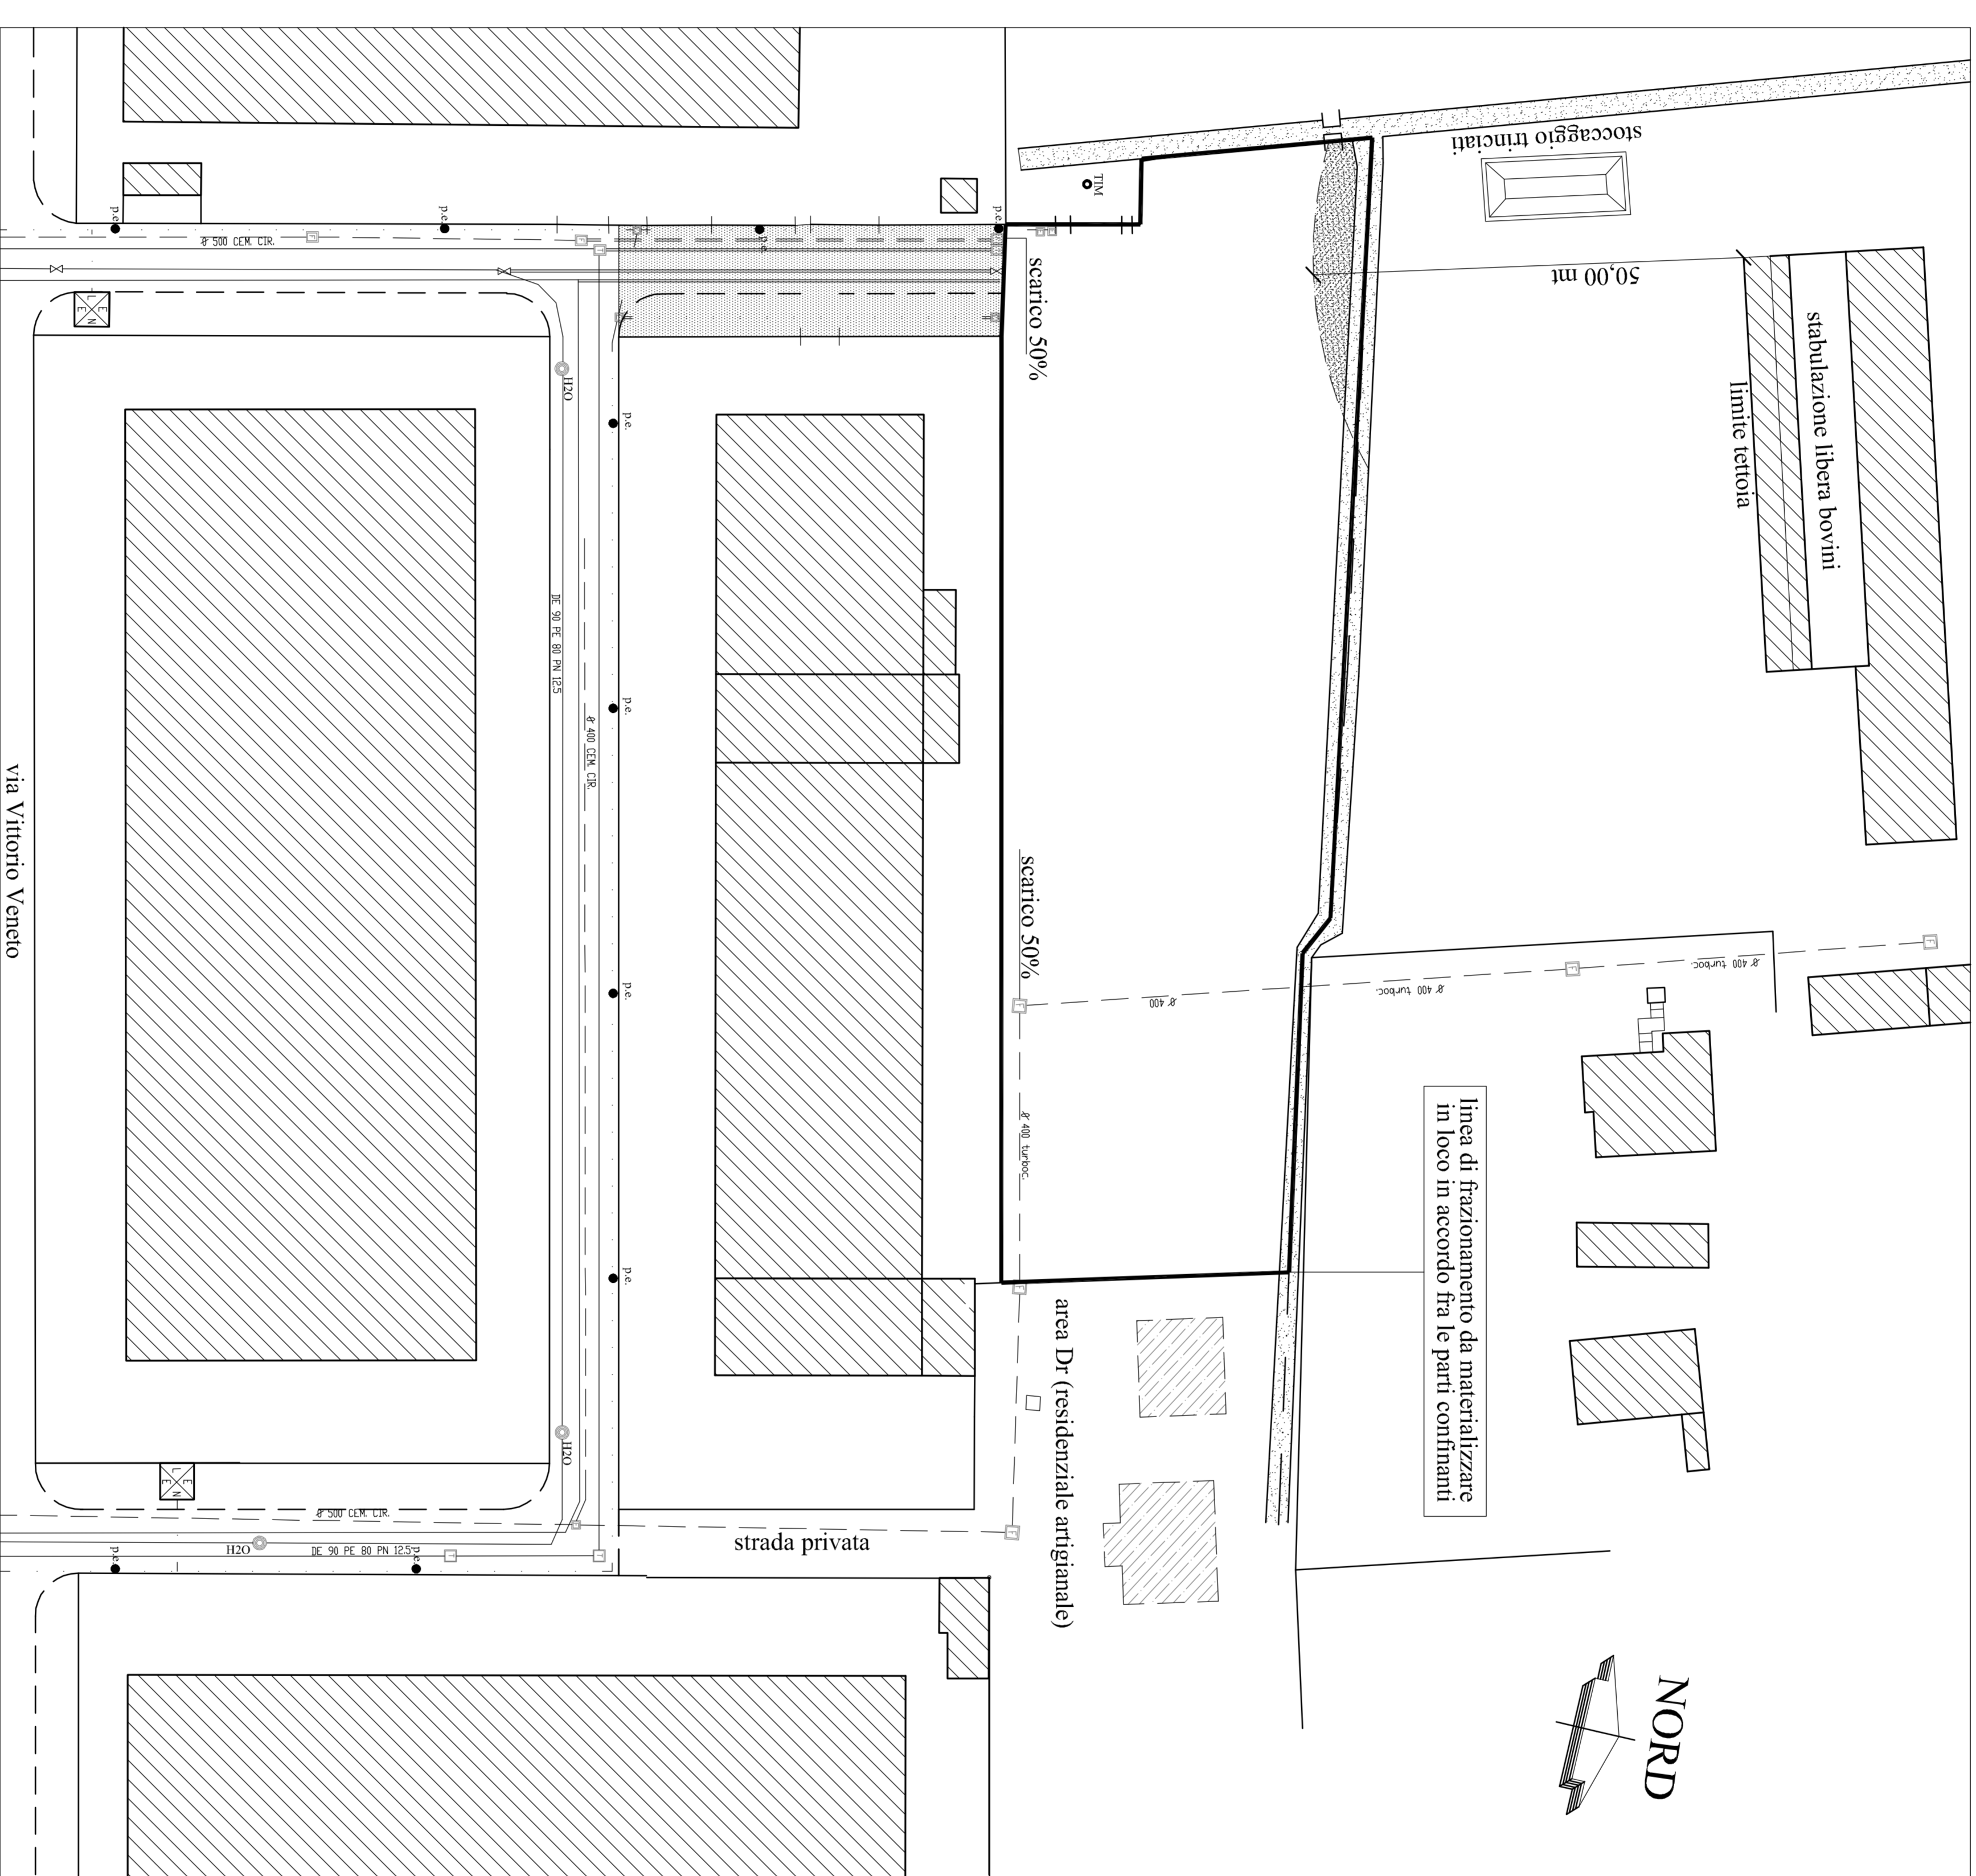 stoccaggio trinciati
TIM
p.e.
p.e.
p.e.
p.e.
Ø 500 CEM. CIR.
scarico 50%
50,00 mt
stabulazione libera bovini
limite tettoia
ENEL
H2O
p.e.
DE 90 PE 80 PN 12.5
Ø 400 CEM. CIR.
p.e.
via Vittorio Veneto
scarico 50%
p.e.
Ø 400
Ø 400 turboc.
Ø 400 turboc.
Ø 400 turboc.
linea di frazionamento da materializzare
in loco in accordo fra le parti confinanti
p.e.
area Dr (residenziale artigianale)
H2O
ENEL
Ø 500 CEM. CIR.
strada privata
H2O
DE 90 PE 80 PN 12.5
p.e.
p.e.
NORD